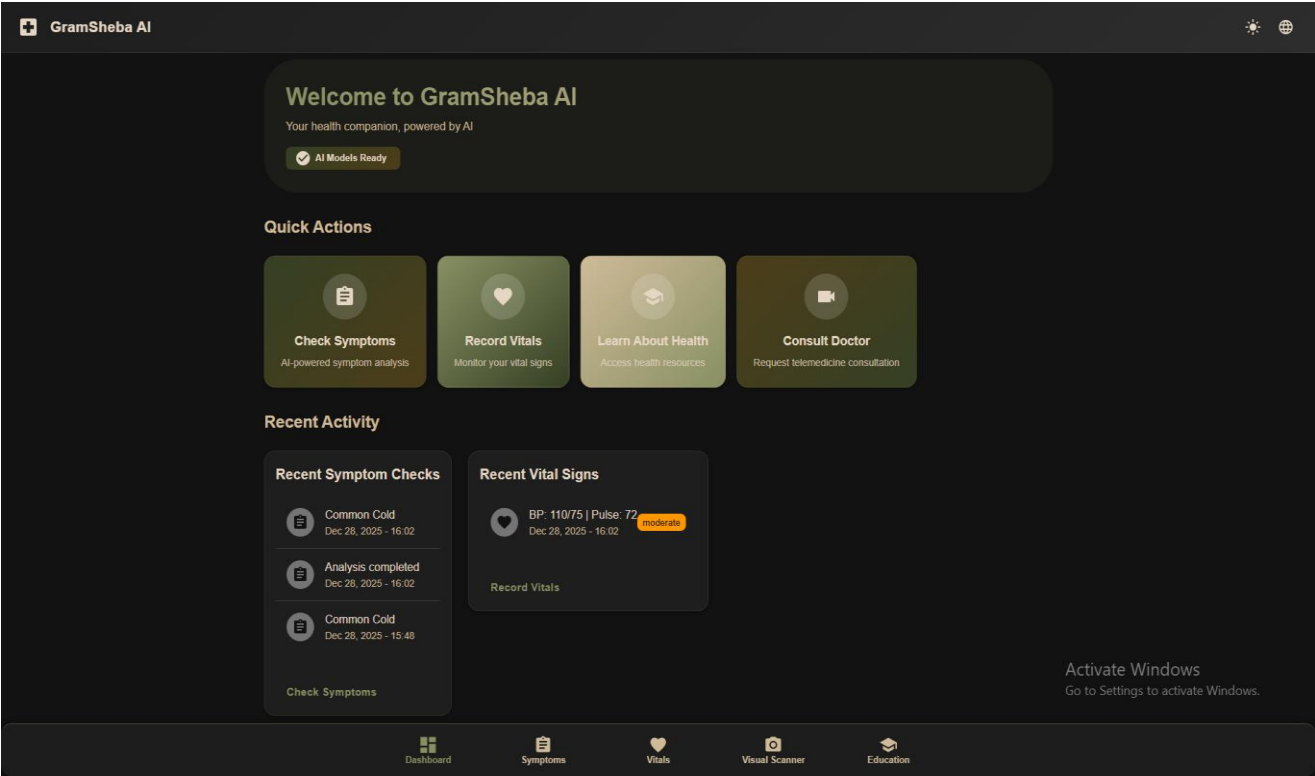 GramSheba AI
Welcome to GramSheba AI
Your health companion, powered by AI
AI Models Ready
Quick Actions
Check Symptoms
AI-powered symptom analysis
Record Vitals
Monitor your vital signs
Learn About Health
Access health resources
Consult Doctor
Request telemedicine consultation
Recent Activity
Recent Symptom Checks
Common Cold
Dec 28, 2025 - 16:02
Analysis completed
Dec 28, 2025 - 16:02
Common Cold
Dec 28, 2025 - 15:48
Check Symptoms
Recent Vital Signs
BP: 110/75 | Pulse: 72
Dec 28, 2025 - 16:02
moderate
Record Vitals
Activate Windows
Go to Settings to activate Windows.
Dashboard
Symptoms
Vitals
Visual Scanner
Education